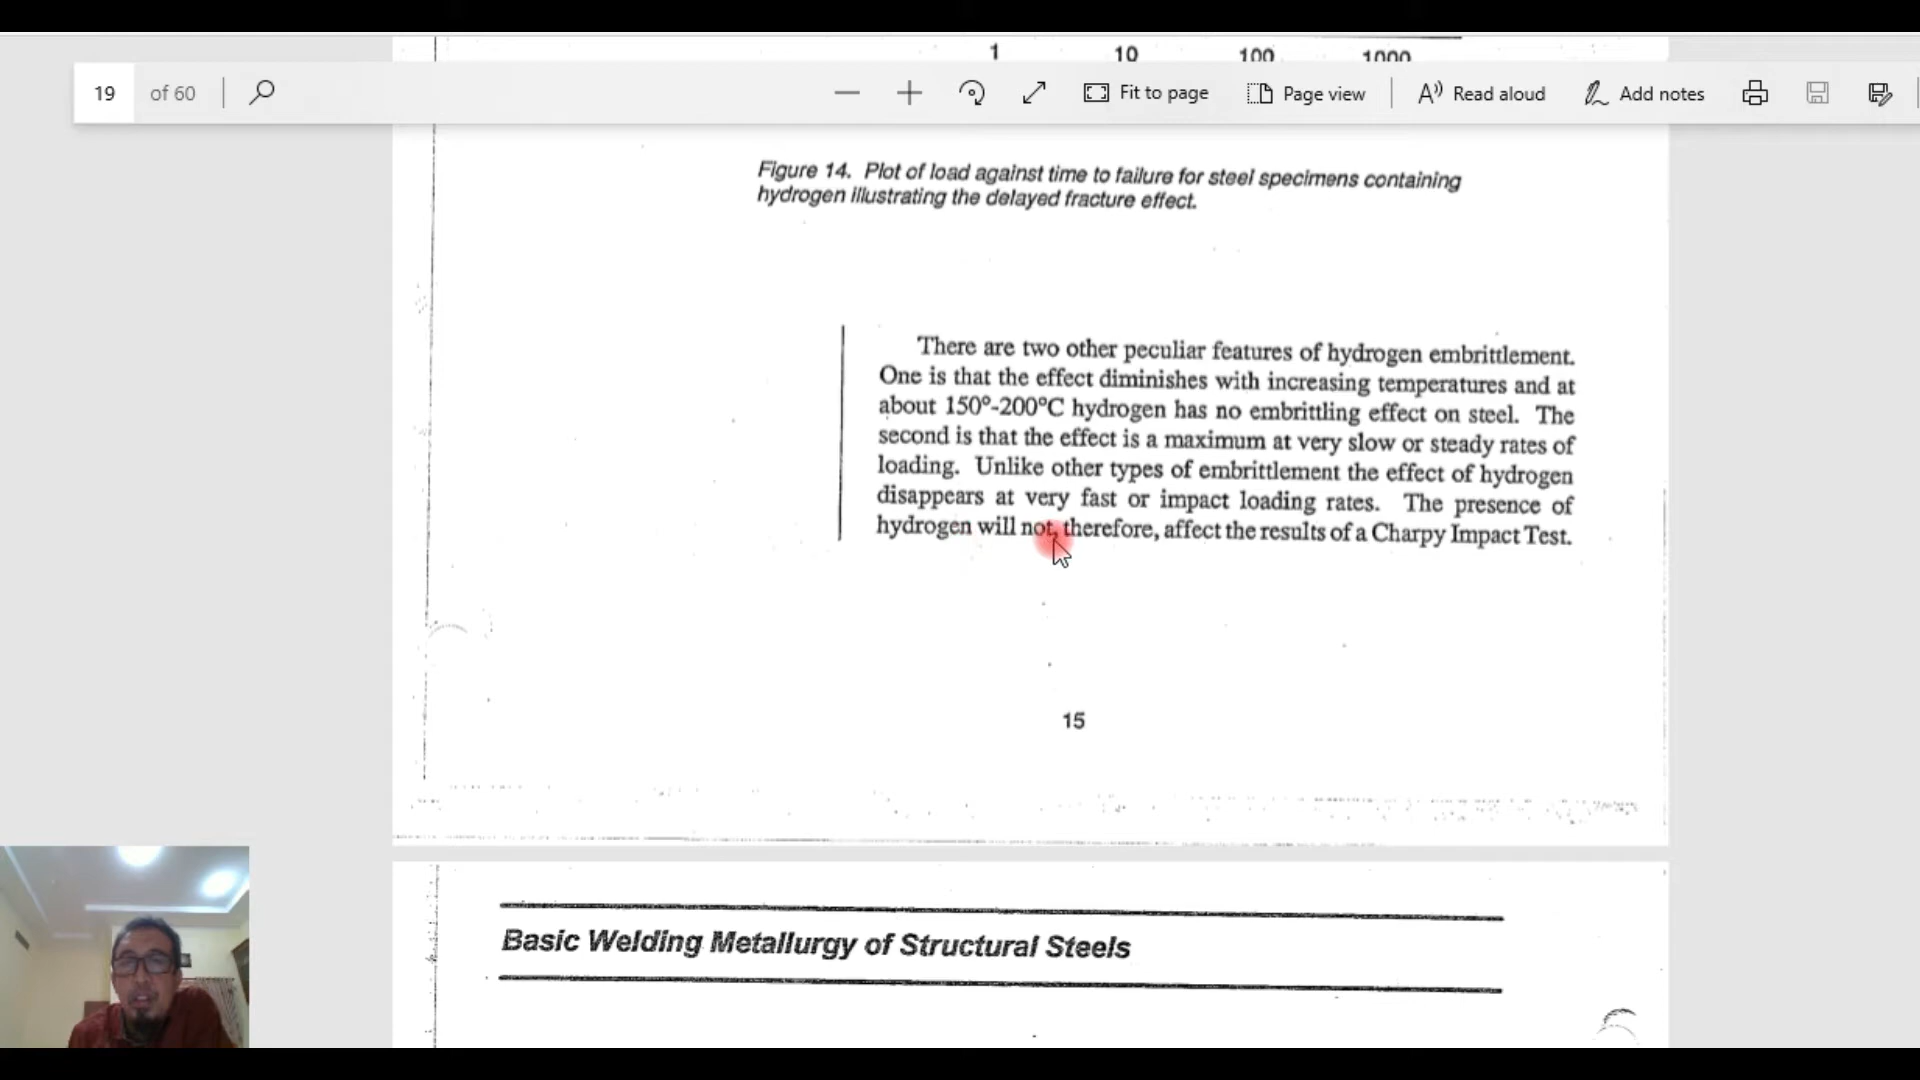 1 10 100 1000
19 of 60 Fit to page Page view Read aloud Add notes
Figure 14. Plot of load against time to failure for steel specimens containing
hydrogen illustrating the delayed fracture effect.
There are two other peculiar features of hydrogen embrittlement.
One is that the effect diminishes with increasing temperatures and at
about 150°-200°C hydrogen has no embrittling effect on steel. The
second is that the effect is a maximum at very slow or steady rates of
loading. Unlike other types of embrittlement the effect of hydrogen
disappears at very fast or impact loading rates. The presence of
hydrogen will not, therefore, affect the results of a Charpy Impact Test.
15
Basic Welding Metallurgy of Structural Steels